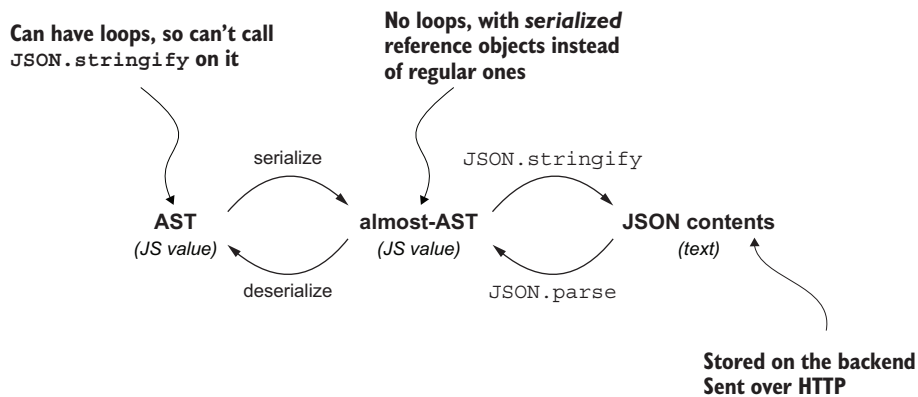 Can have loops, so can't call
JSON.stringify on it
No loops, with serialized
reference objects instead
of regular ones
serialize
JSON.stringify
AST
(JS value)
almost-AST
(JS value)
JSON contents
(text)
deserialize
JSON.parse
Stored on the backend
Sent over HTTP